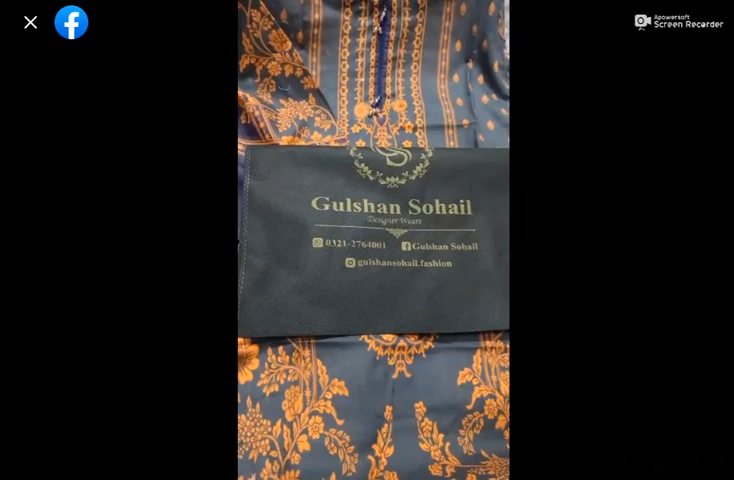 Apowersoft
Screen Recorder
Gulshan Sohail
Designer Wears
0321-2764001 Gulshan Sohail
gulshansohail.fashion